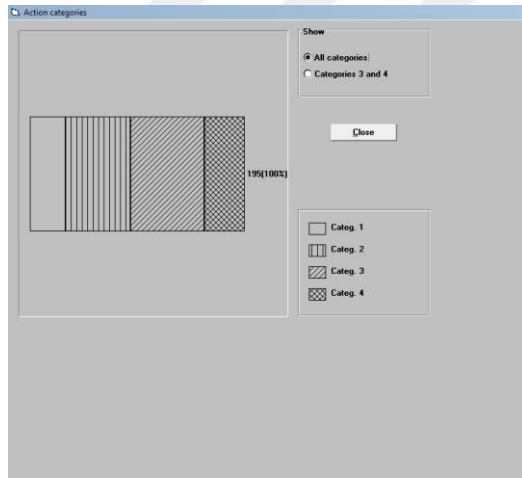 Action categories
Show
All categories
Categories 3 and 4
Close
195(100%)
Categ. 1
Categ. 2
Categ. 3
Categ. 4